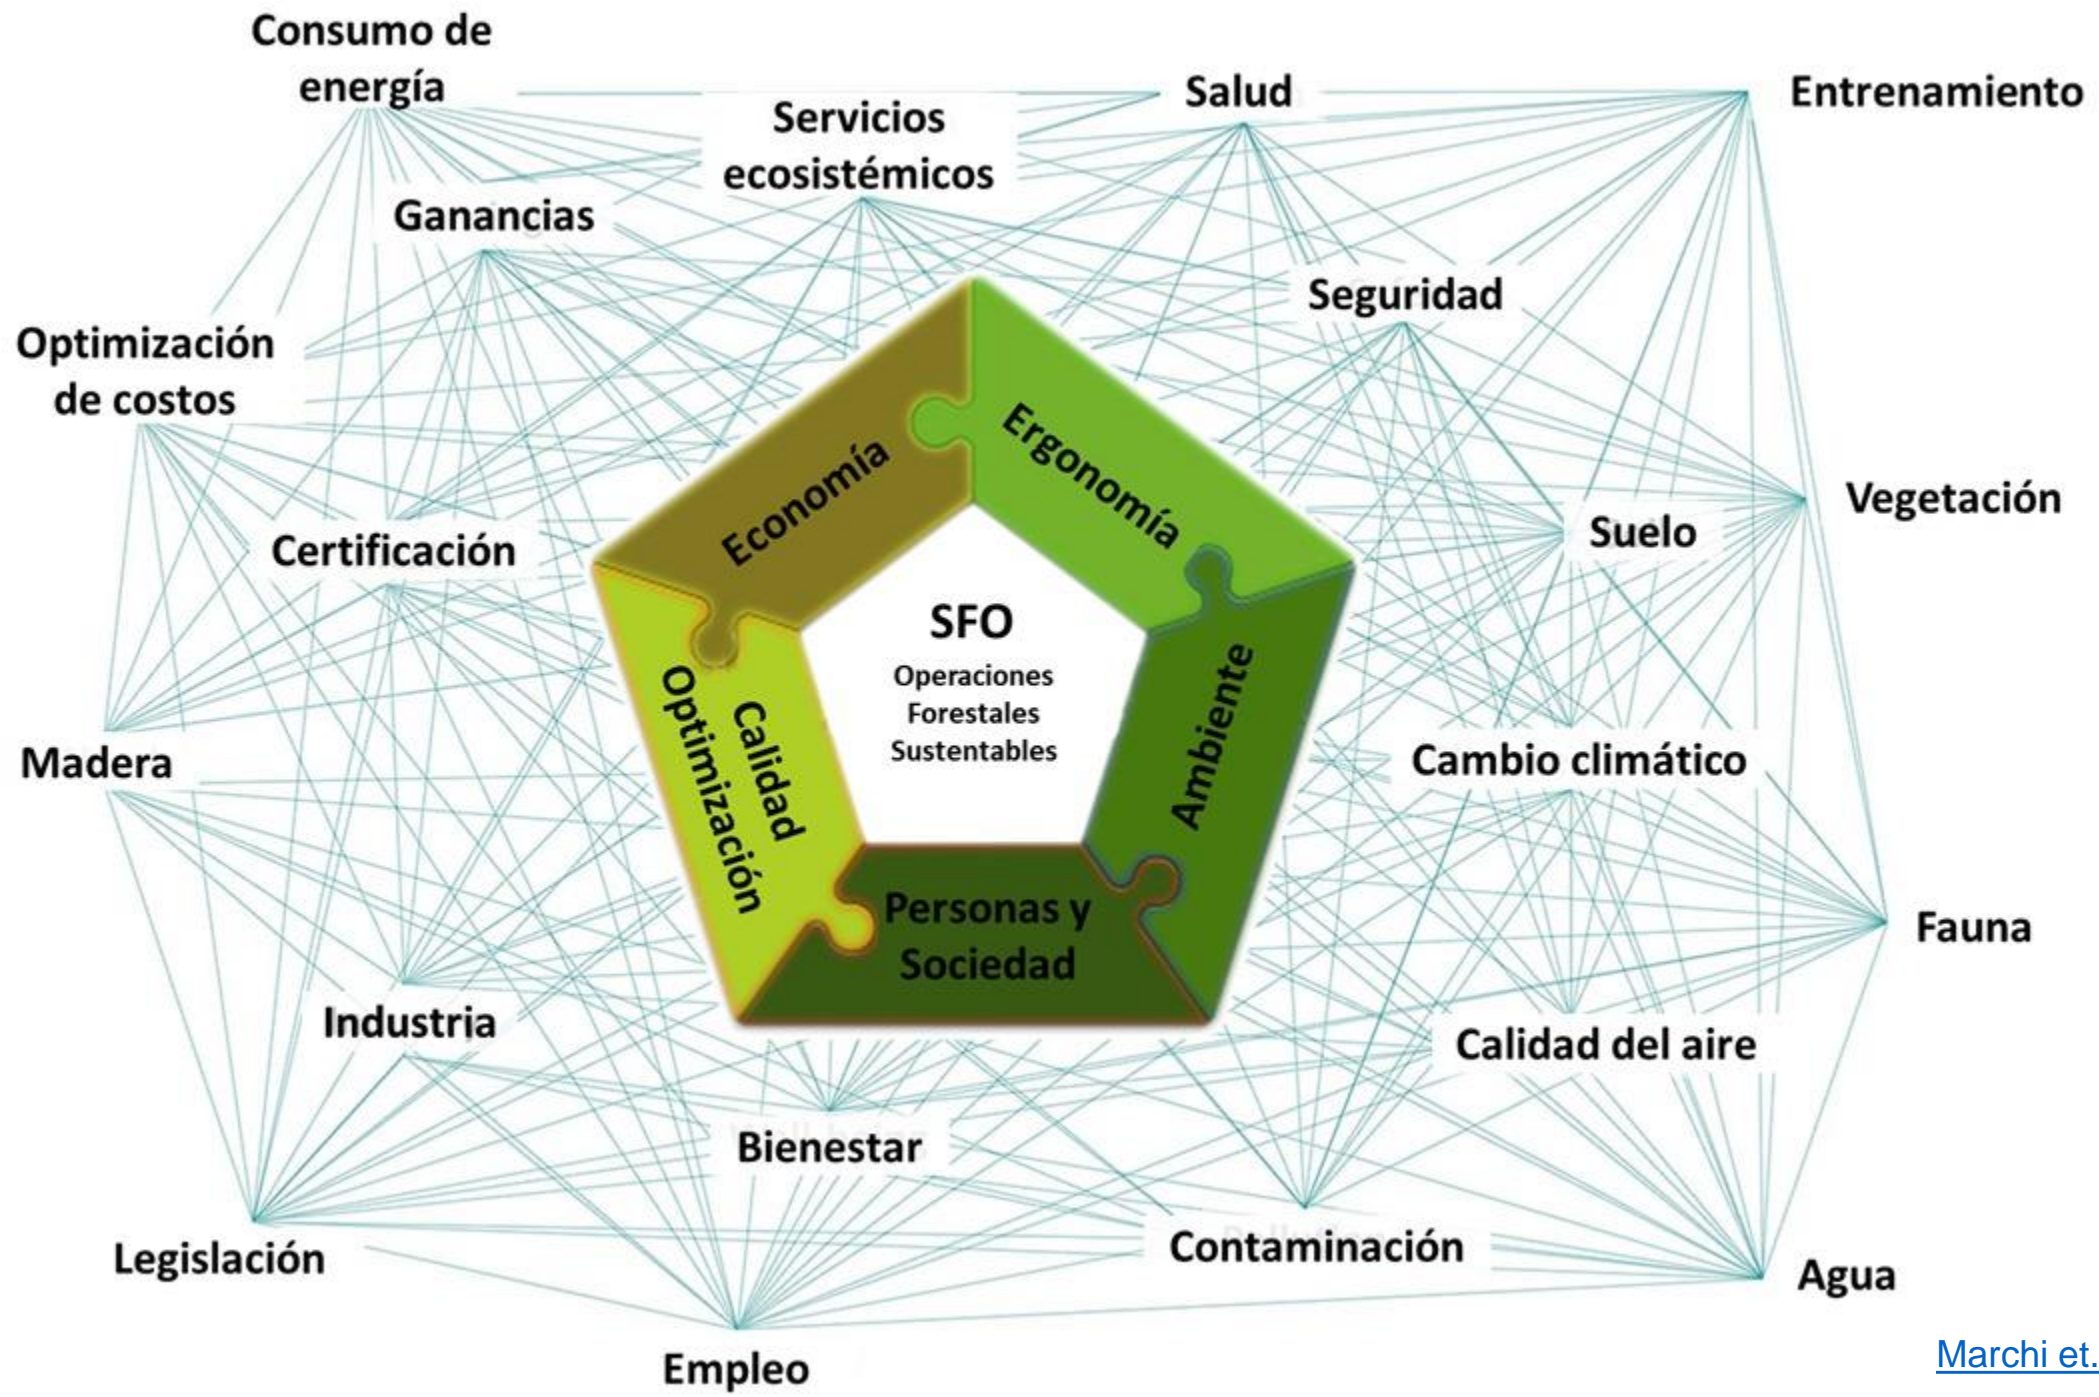 Consumo de
energía
Servicios
ecosistémicos
Salud
Entrenamiento
Ganancias
Seguridad
Optimización
de costos
Economía
Ergonomía
Vegetación
Suelo
Certificación
SFO
Operaciones
Forestales
Sustentables
Calidad
Optimización
Ambiente
Madera
Cambio climático
Personas y
Sociedad
Fauna
Industria
Calidad del aire
Bienestar
Legislación
Contaminación
Agua
Empleo
Marchi et.